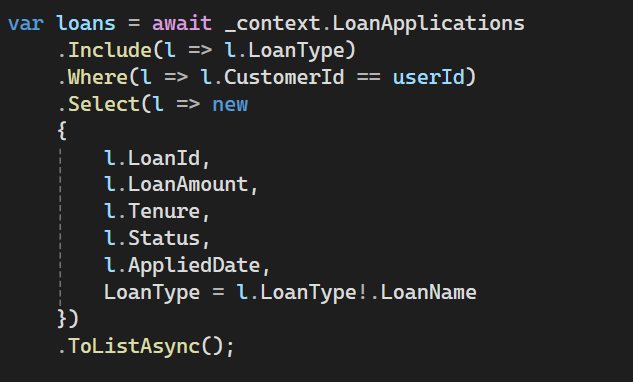 var loans = await _context.LoanApplications
    .Include(l => l.LoanType)
    .Where(l => l.CustomerId == userId)
    .Select(l => new
    {
        l.LoanId,
        l.LoanAmount,
        l.Tenure,
        l.Status,
        l.AppliedDate,
        LoanType = l.LoanType!.LoanName
    })
    .ToListAsync();